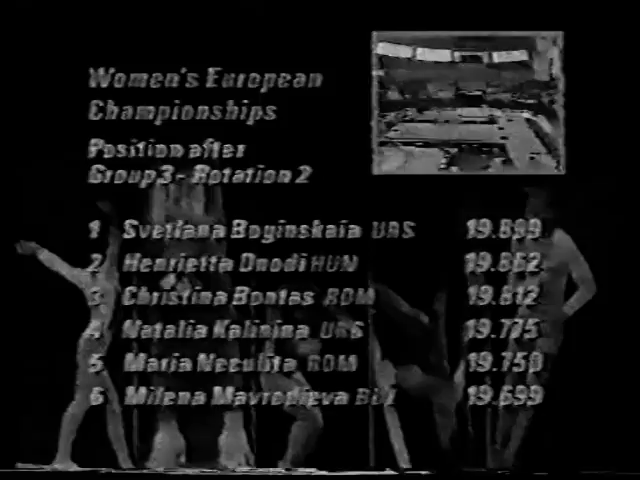 Women's European
Championships
Position after
Group 3 - Rotation 2
1 Svetlana Boginskaia URS 19.899
2 Henrietta Onodi HUN 19.862
3 Christina Bontas ROM 19.812
4 Natalia Kalinina URS 19.775
5 Maria Neculita ROM 19.750
6 Milena Mavrodieva BUL 19.699